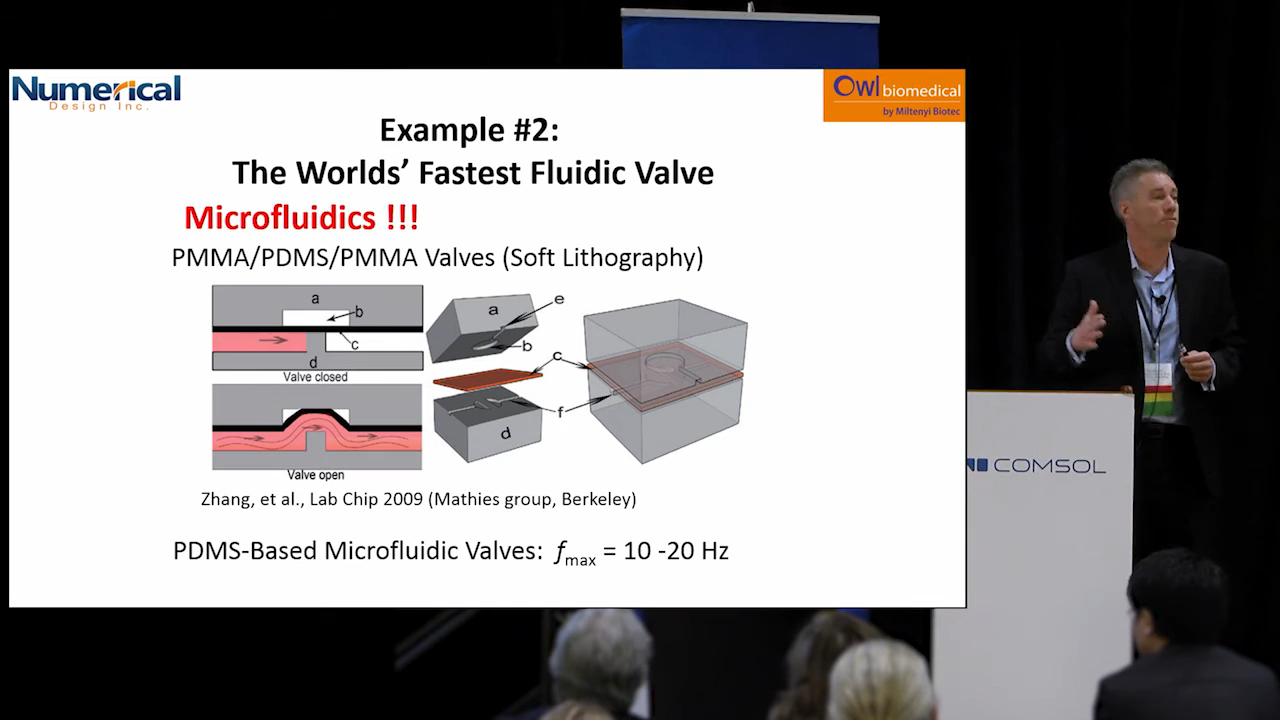 Numerical
Design Inc.
Owl biomedical
by Miltenyi Biotec
Example #2:
The Worlds’ Fastest Fluidic Valve
Microfluidics !!!
PMMA/PDMS/PMMA Valves (Soft Lithography)
a
b
c
d
Valve closed
Valve open
a
e
b
c
f
d
Zhang, et al., Lab Chip 2009 (Mathies group, Berkeley)
PDMS-Based Microfluidic Valves: fmax = 10 -20 Hz
COMSOL